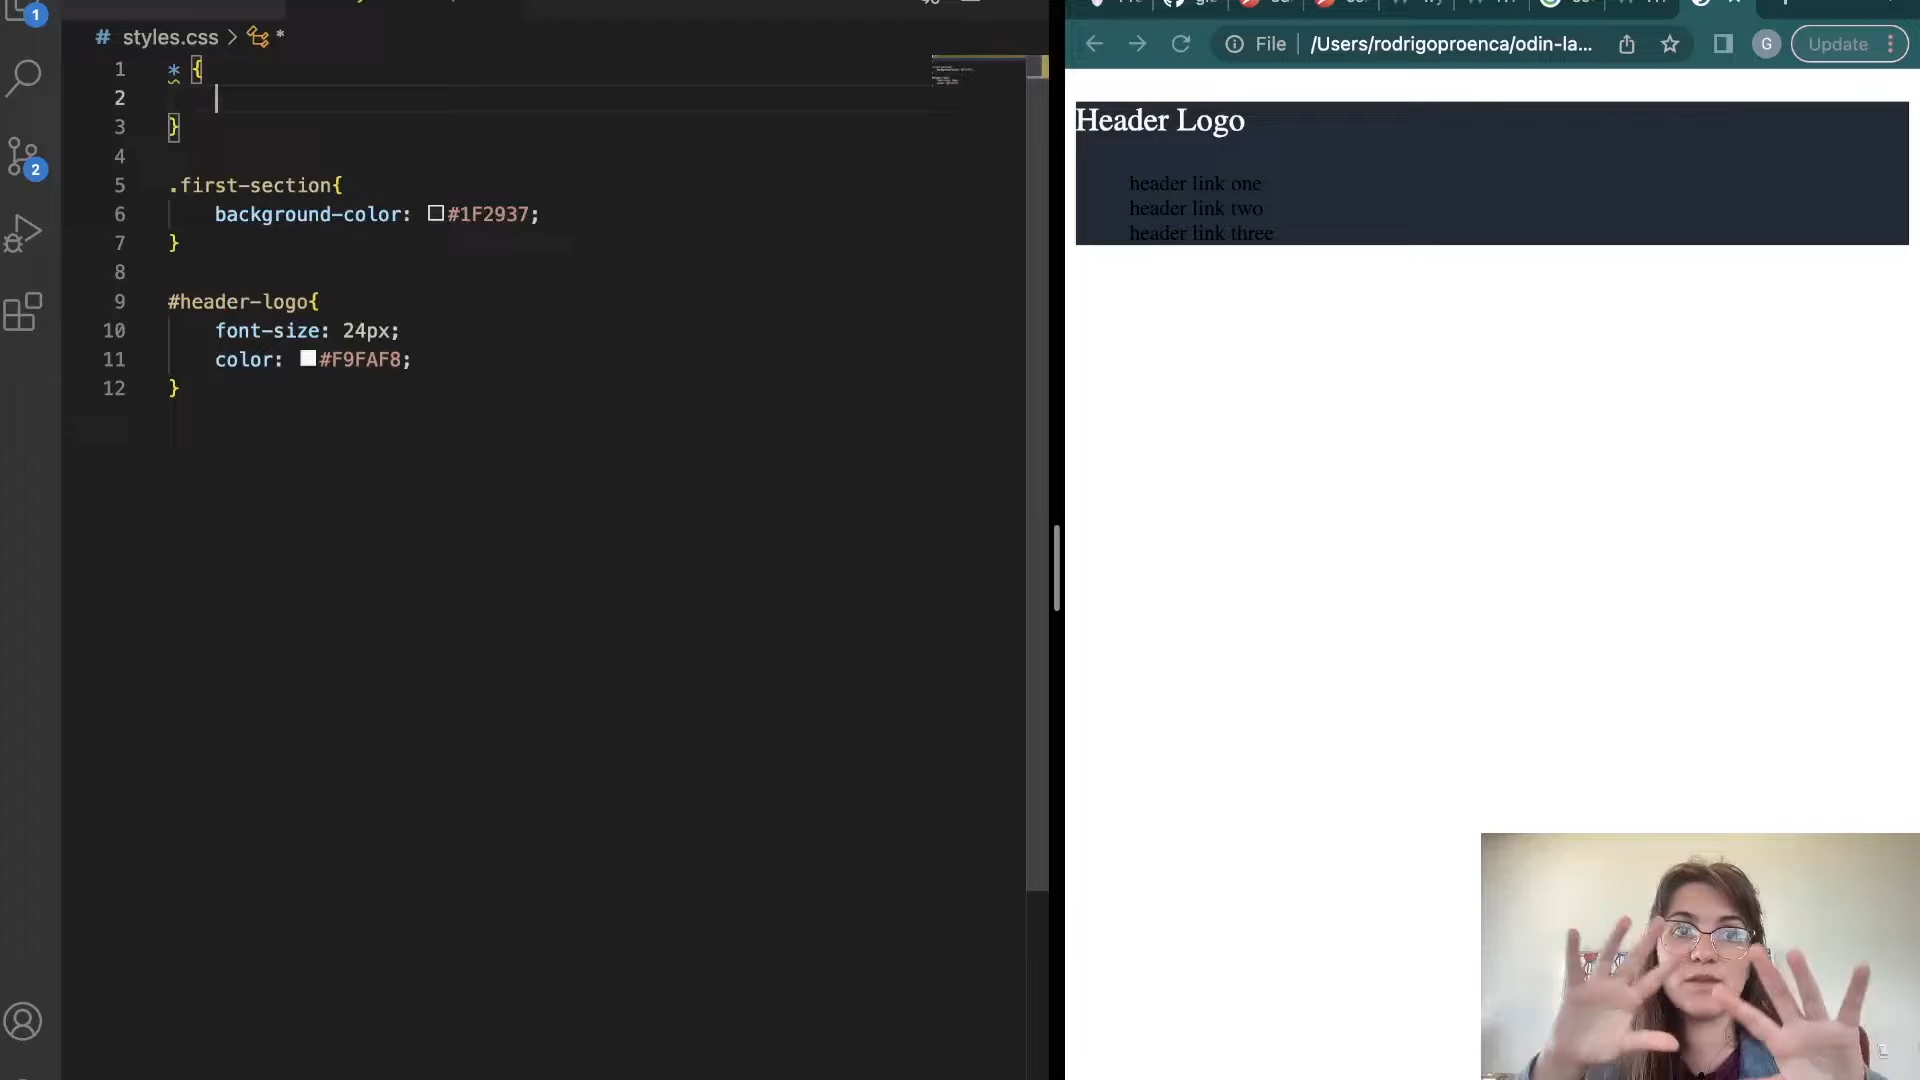 1
# styles.css > *
1 * {
2
3 }
4
5 .first-section{
6 background-color: #1F2937;
7 }
8
9 #header-logo{
10 font-size: 24px;
11 color: #F9FAF8;
12 }
2
File /Users/rodrigoproenca/odin-la...
G
Update
Header Logo
header link one
header link two
header link three